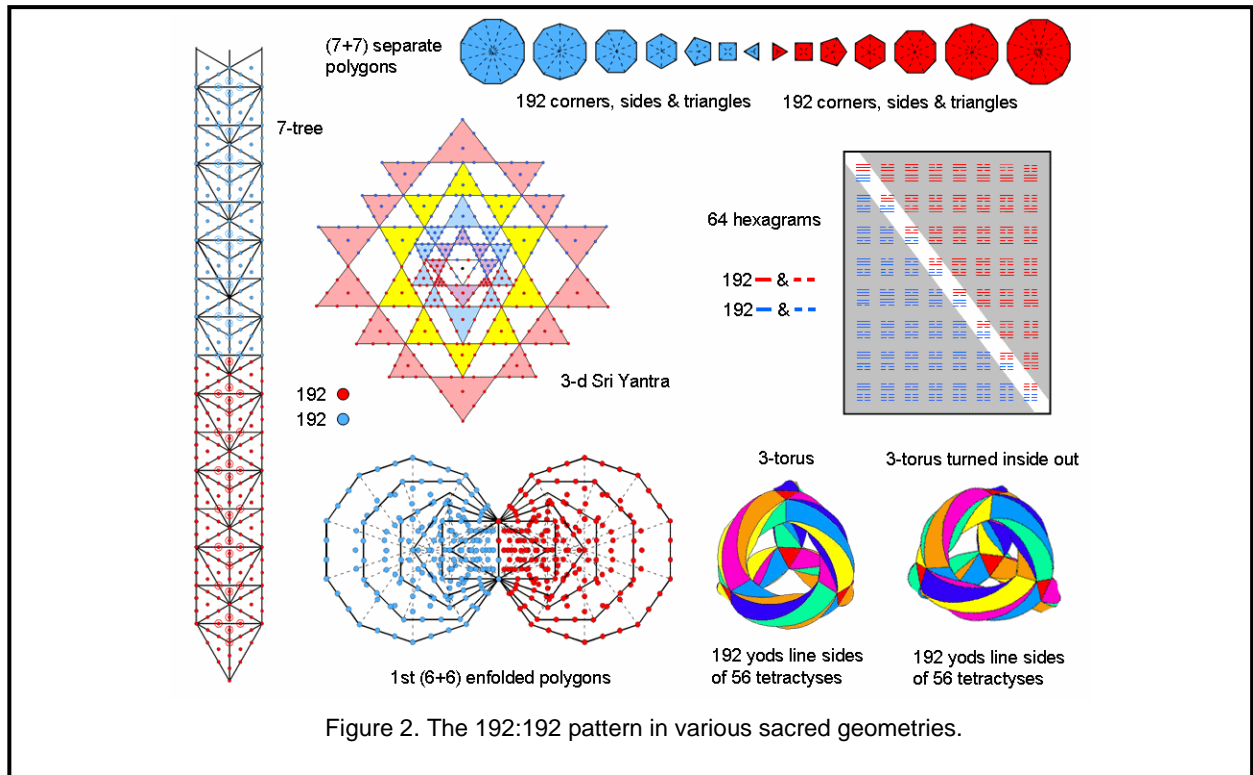 (7+7) separate
polygons
192 corners, sides & triangles
192 corners, sides & triangles
7-tree
64 hexagrams
192 — & - -
192 — & - -
3-d Sri Yantra
192
192
3-torus
3-torus turned inside out
1st (6+6) enfolded polygons
192 yods line sides
of 56 tetractyses
192 yods line sides
of 56 tetractyses
Figure 2. The 192:192 pattern in various sacred geometries.